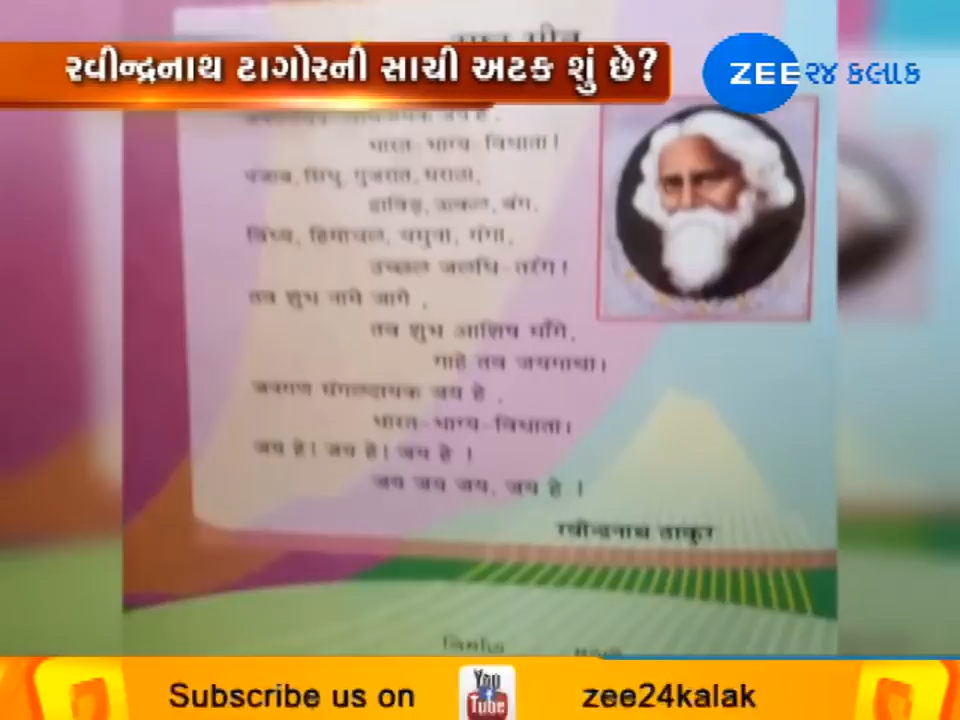 રવીન્દ્રનાથ ટાગોરની સાચી અટક શું છે?
ZEE ૨૪ કલાક
भारत-भाग्य-विधाता!
पंजाब, सिंधु, गुजरात, मराठा,
द्राविड़, उत्कल, बंग,
विंध्य, हिमाचल, यमुना, गंगा,
उच्छल जलधि-तरंग!
तव शुभ नामे जागे,
तव शुभ आशिष माँगे,
गाहे तव जयगाथा।
जनगण मंगलदायक जय हे,
भारत-भाग्य-विधाता।
जय हे! जय हे! जय हे!
जय जय जय, जय हे!
रवीन्द्रनाथ ठाकुर
Subscribe us on
You Tube
zee24kalak